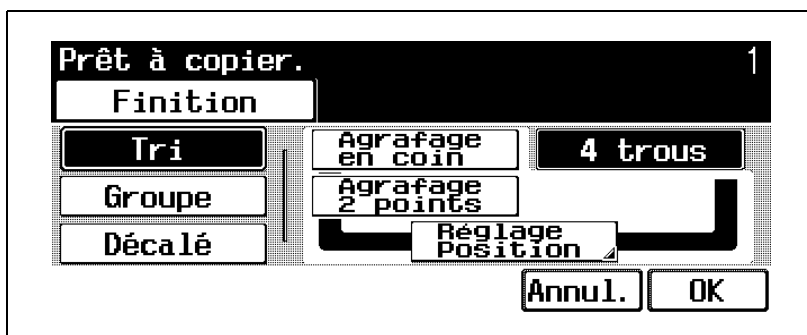 Prêt à copier. 1
Finition
Tri
Agrafage
en coin
4 trous
Groupe
Agrafage
2 points
Décalé
Réglage
Position
Annul. OK